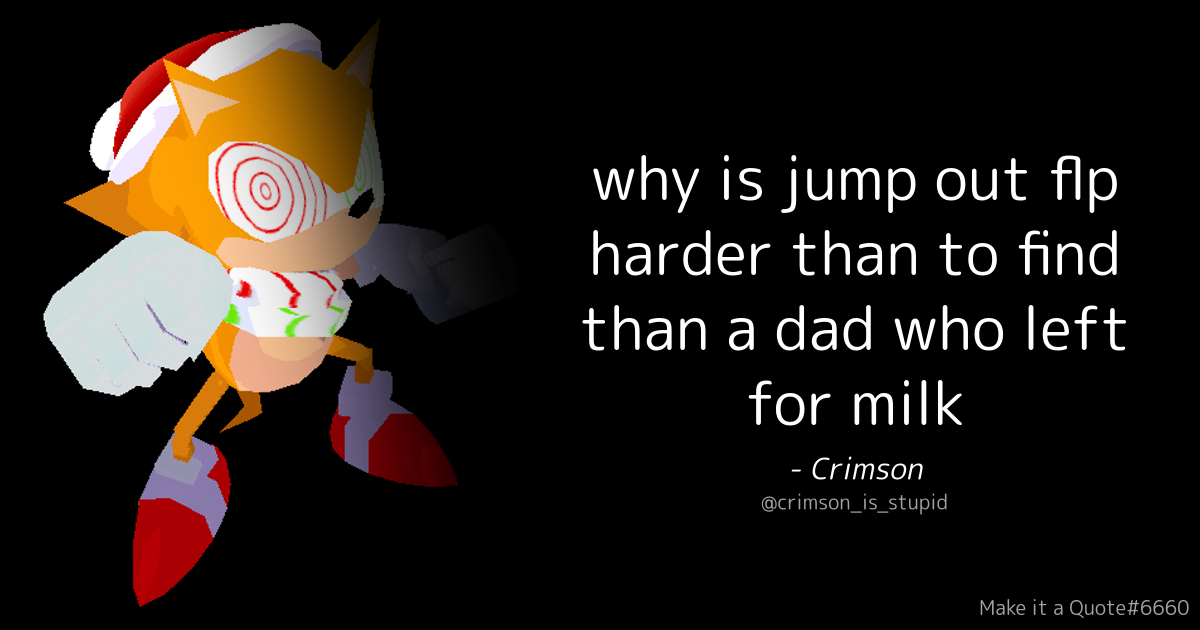 why is jump out flp
harder than to find
than a dad who left
for milk
- Crimson
@crimson_is_stupid
Make it a Quote#6660